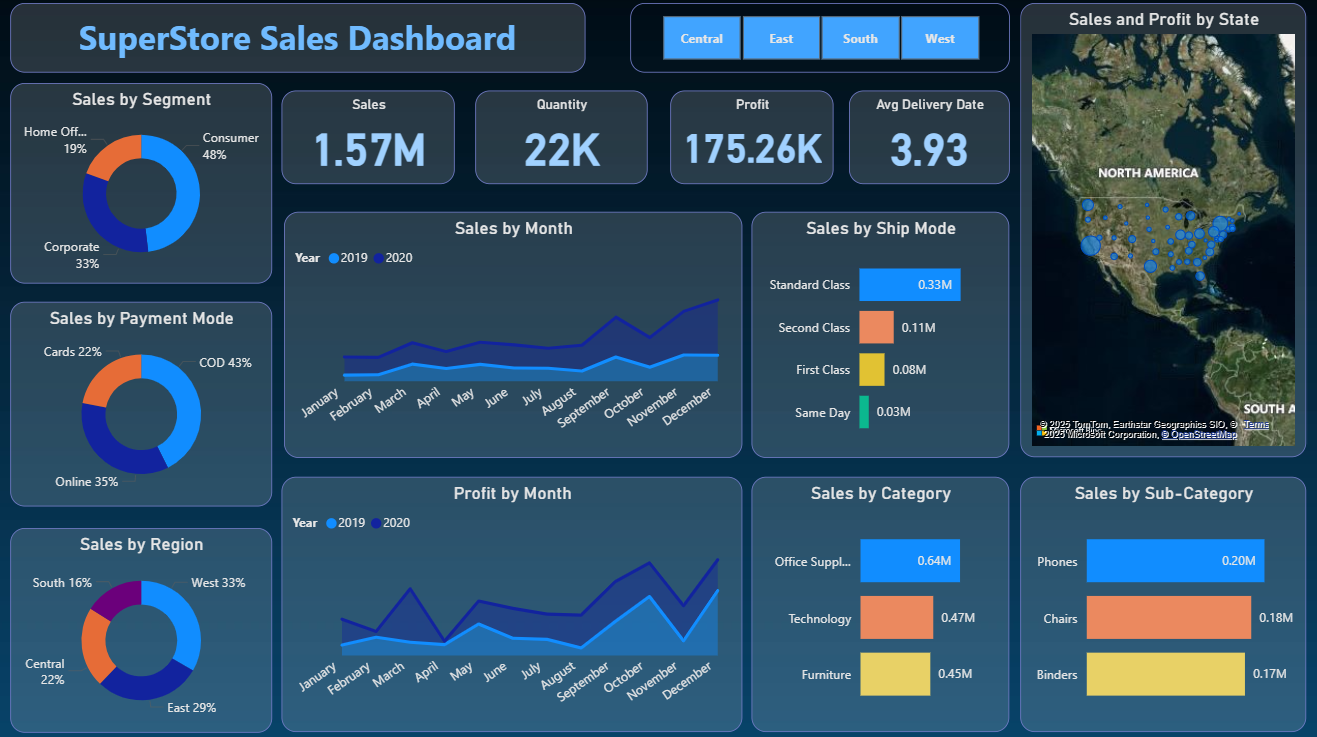 SuperStore Sales Dashboard
Central
East
South
West
Sales and Profit by State
NORTH AMERICA
SOUTH A
© 2025 TomTom, Earthstar Geographics SIO, ©
2025 Microsoft Corporation, © OpenStreetMap
Terms
Sales by Segment
Home Off...
19%
Consumer
48%
Corporate
33%
Sales
1.57M
Quantity
22K
Profit
175.26K
Avg Delivery Date
3.93
Sales by Month
Year 2019 2020
January
February
March
April
May
June
July
August
September
October
November
December
Sales by Ship Mode
Standard Class 0.33M
Second Class 0.11M
First Class 0.08M
Same Day 0.03M
Sales by Payment Mode
Cards 22%
COD 43%
Online 35%
Sales by Region
South 16%
West 33%
Central
22%
East 29%
Profit by Month
Year 2019 2020
January
February
March
April
May
June
July
August
September
October
November
December
Sales by Category
Office Suppl... 0.64M
Technology 0.47M
Furniture 0.45M
Sales by Sub-Category
Phones 0.20M
Chairs 0.18M
Binders 0.17M